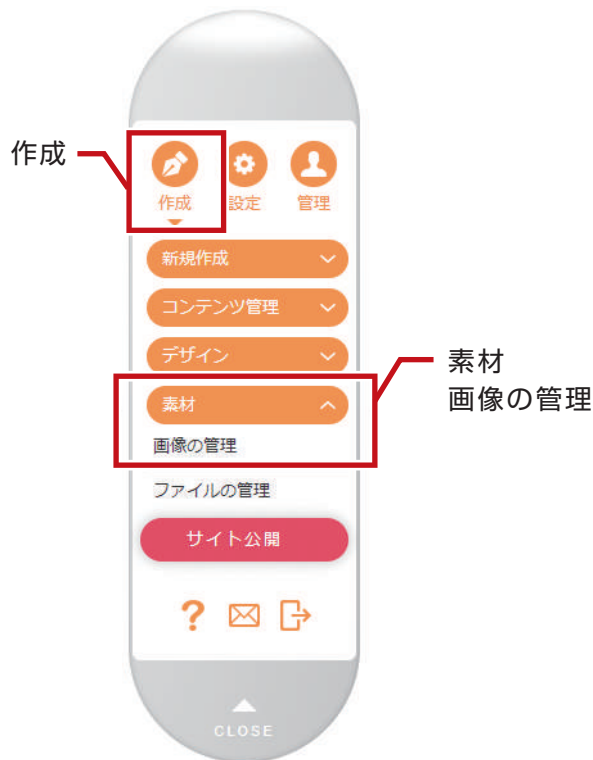 作成
作成 設定 管理
新規作成
コンテンツ管理
デザイン
素材
素材
画像の管理
画像の管理
ファイルの管理
サイト公開
?
CLOSE